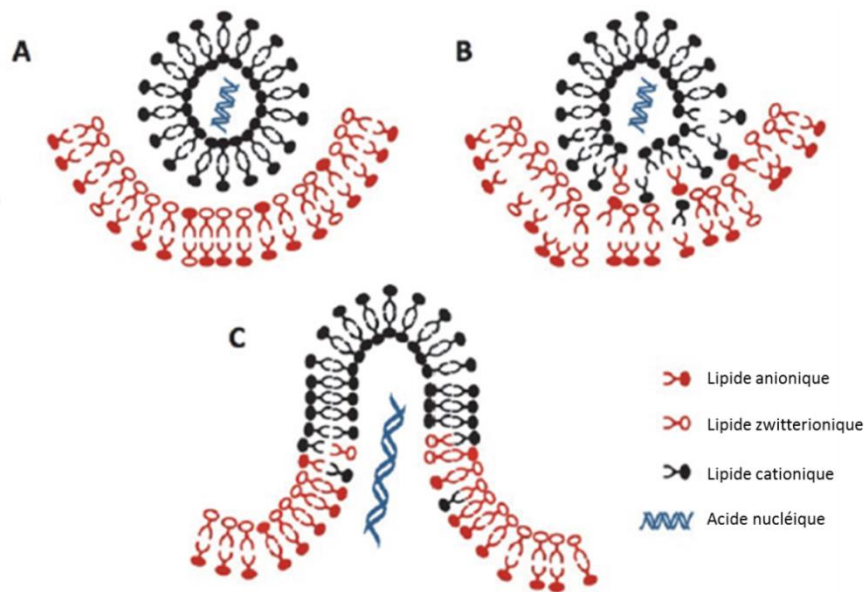 A
B
C
Lipide anionique
Lipide zwitterionique
Lipide cationique
Acide nucléique